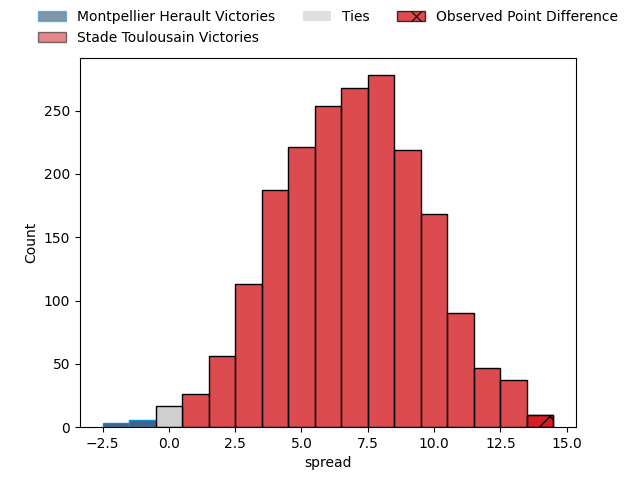 Montpellier Herault Victories
Ties
Observed Point Difference
Stade Toulousain Victories
250
200
150
100
50
0
Count
−2.5
0.0
2.5
5.0
7.5
10.0
12.5
15.0
spread